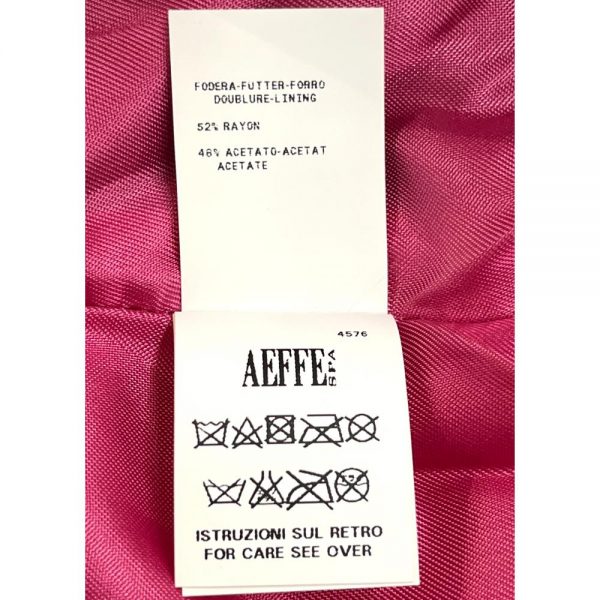 FODERA-FUTTER-FORRO
DOUBLURE-LINING
52% RAYON
48% ACETATO-ACETAT
ACETATE
4576
AEFFE SPA
ISTRUZIONI SUL RETRO
FOR CARE SEE OVER